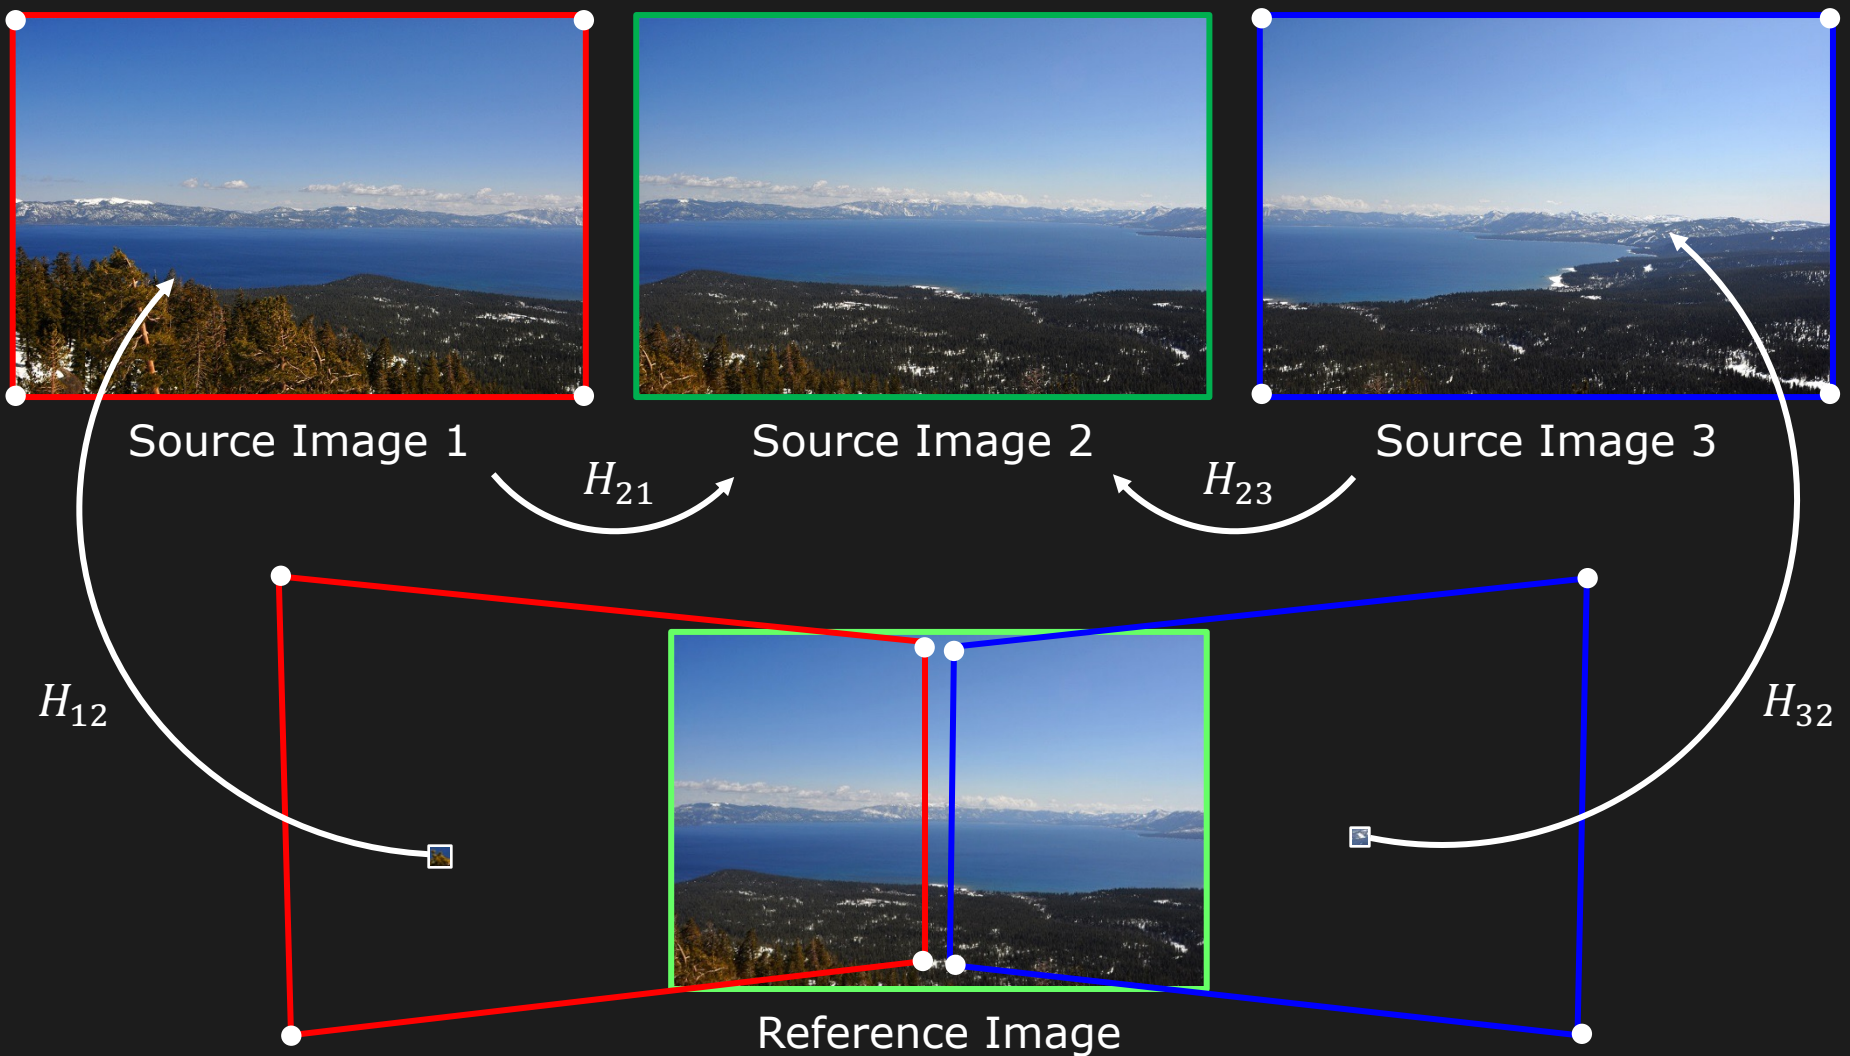 Source Image 1
Source Image 2
Source Image 3
H₂₁
H₂₃
H₁₂
H₃₂
Reference Image